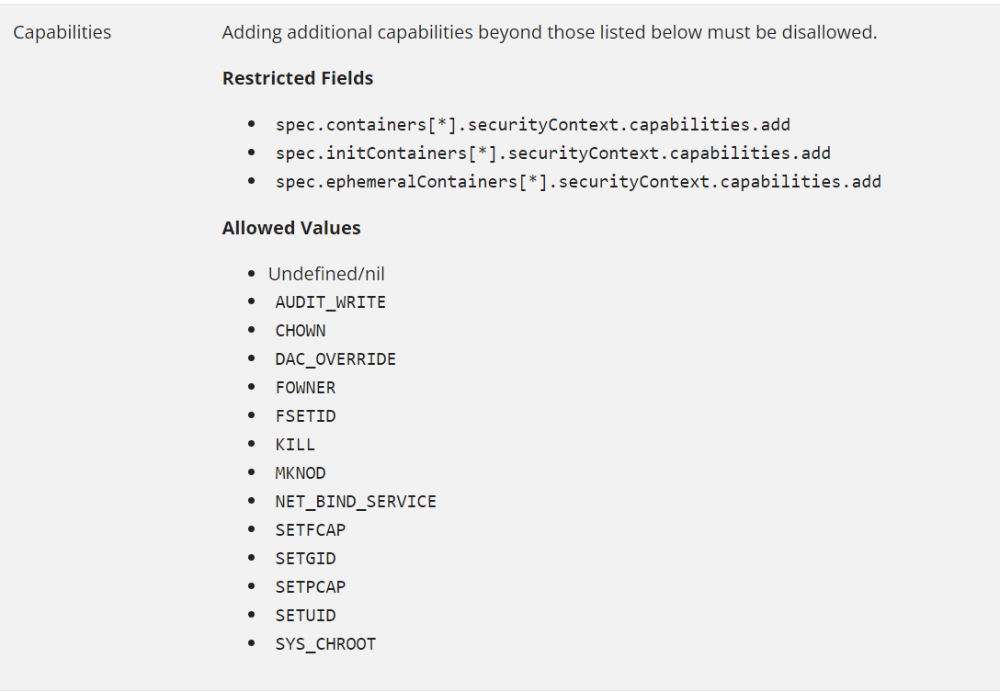 Capabilities
Adding additional capabilities beyond those listed below must be disallowed.
Restricted Fields
spec.containers[*].securityContext.capabilities.add
spec.initContainers[*].securityContext.capabilities.add
spec.ephemeralContainers[*].securityContext.capabilities.add
Allowed Values
Undefined/nil
AUDIT_WRITE
CHOWN
DAC_OVERRIDE
FOWNER
FSETID
KILL
MKNOD
NET_BIND_SERVICE
SETFCAP
SETGID
SETPCAP
SETUID
SYS_CHROOT